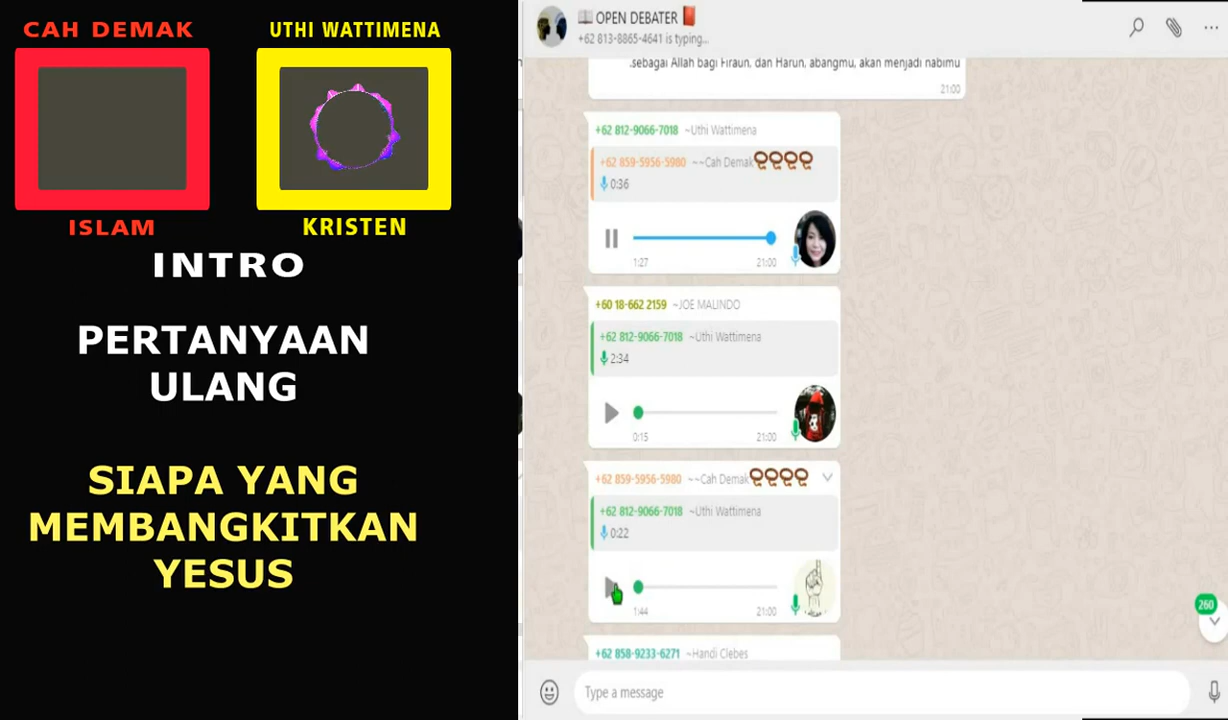 CAH DEMAK
UTHI WATTIMENA
ISLAM
KRISTEN
INTRO
PERTANYAAN
ULANG
SIAPA YANG
MEMBANGKITKAN
YESUS
OPEN DEBATER
+62 813-8865-4641 is typing...
.sebagai Allah bagi Firaun, dan Harun, abangmu, akan menjadi nabimu
21:00
+62 812-9066-7018 ~Uthi Wattimena
+62 859-5956-5980 ~~Cah Demak
0:36
1:27 21:00
+60 18-662 2159 ~JOE MALINDO
+62 812-9066-7018 ~Uthi Wattimena
2:34
0:15 21:00
+62 859-5956-5980 ~~Cah Demak
+62 812-9066-7018 ~Uthi Wattimena
0:22
1:44 21:00
260
+62 858-9233-6271 ~Handi Clebes
Type a message